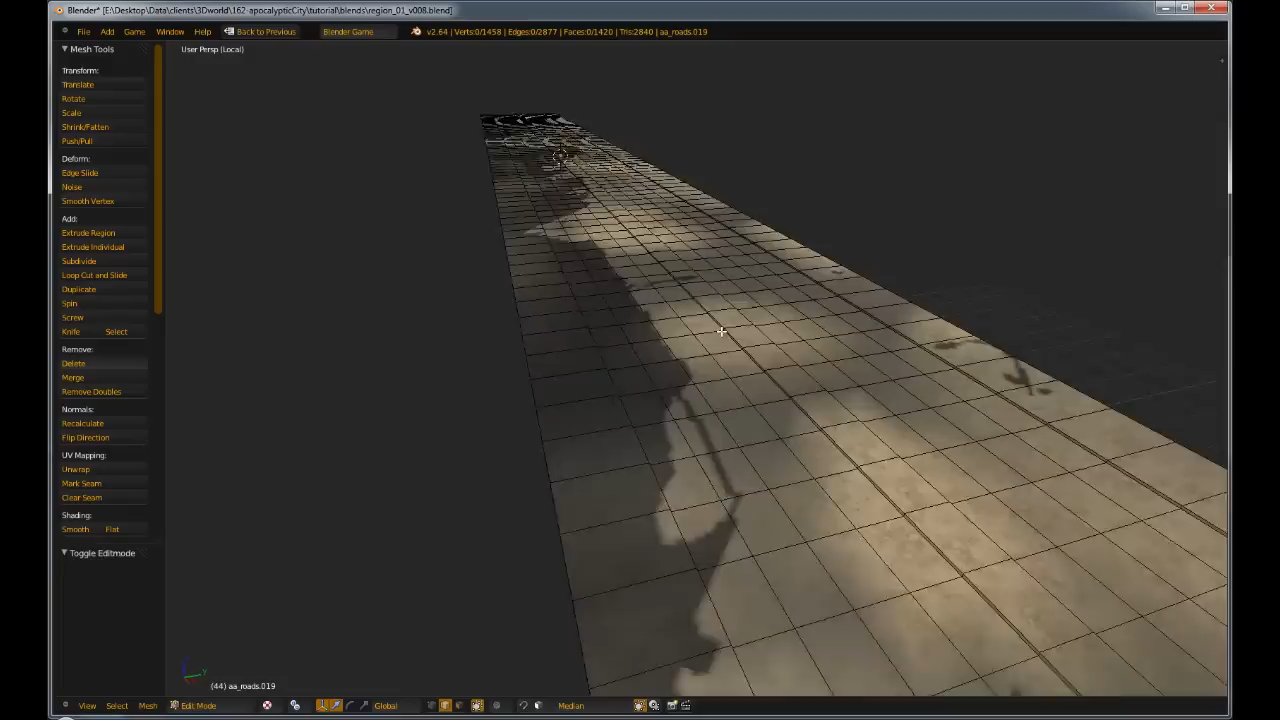 Blender* [E:\Desktop\Data\clients\3Dworld\162-apocalypticCity\tutorial\blends\region_01_v008.blend]
File Add Game Window Help Back to Previous Blender Game v2.64 | Verts:0/1458 | Edges:0/2877 | Faces:0/1420 | Tris:2840 | aa_roads.019
Mesh Tools
User Persp (Local)
Transform:
Translate
Rotate
Scale
Shrink/Fatten
Push/Pull
Deform:
Edge Slide
Noise
Smooth Vertex
Add:
Extrude Region
Extrude Individual
Subdivide
Loop Cut and Slide
Duplicate
Spin
Screw
Knife Select
Remove:
Delete
Merge
Remove Doubles
Normals:
Recalculate
Flip Direction
UV Mapping:
Unwrap
Mark Seam
Clear Seam
Shading:
Smooth Flat
Toggle Editmode
(44) aa_roads.019
View Select Mesh Edit Mode Global Median